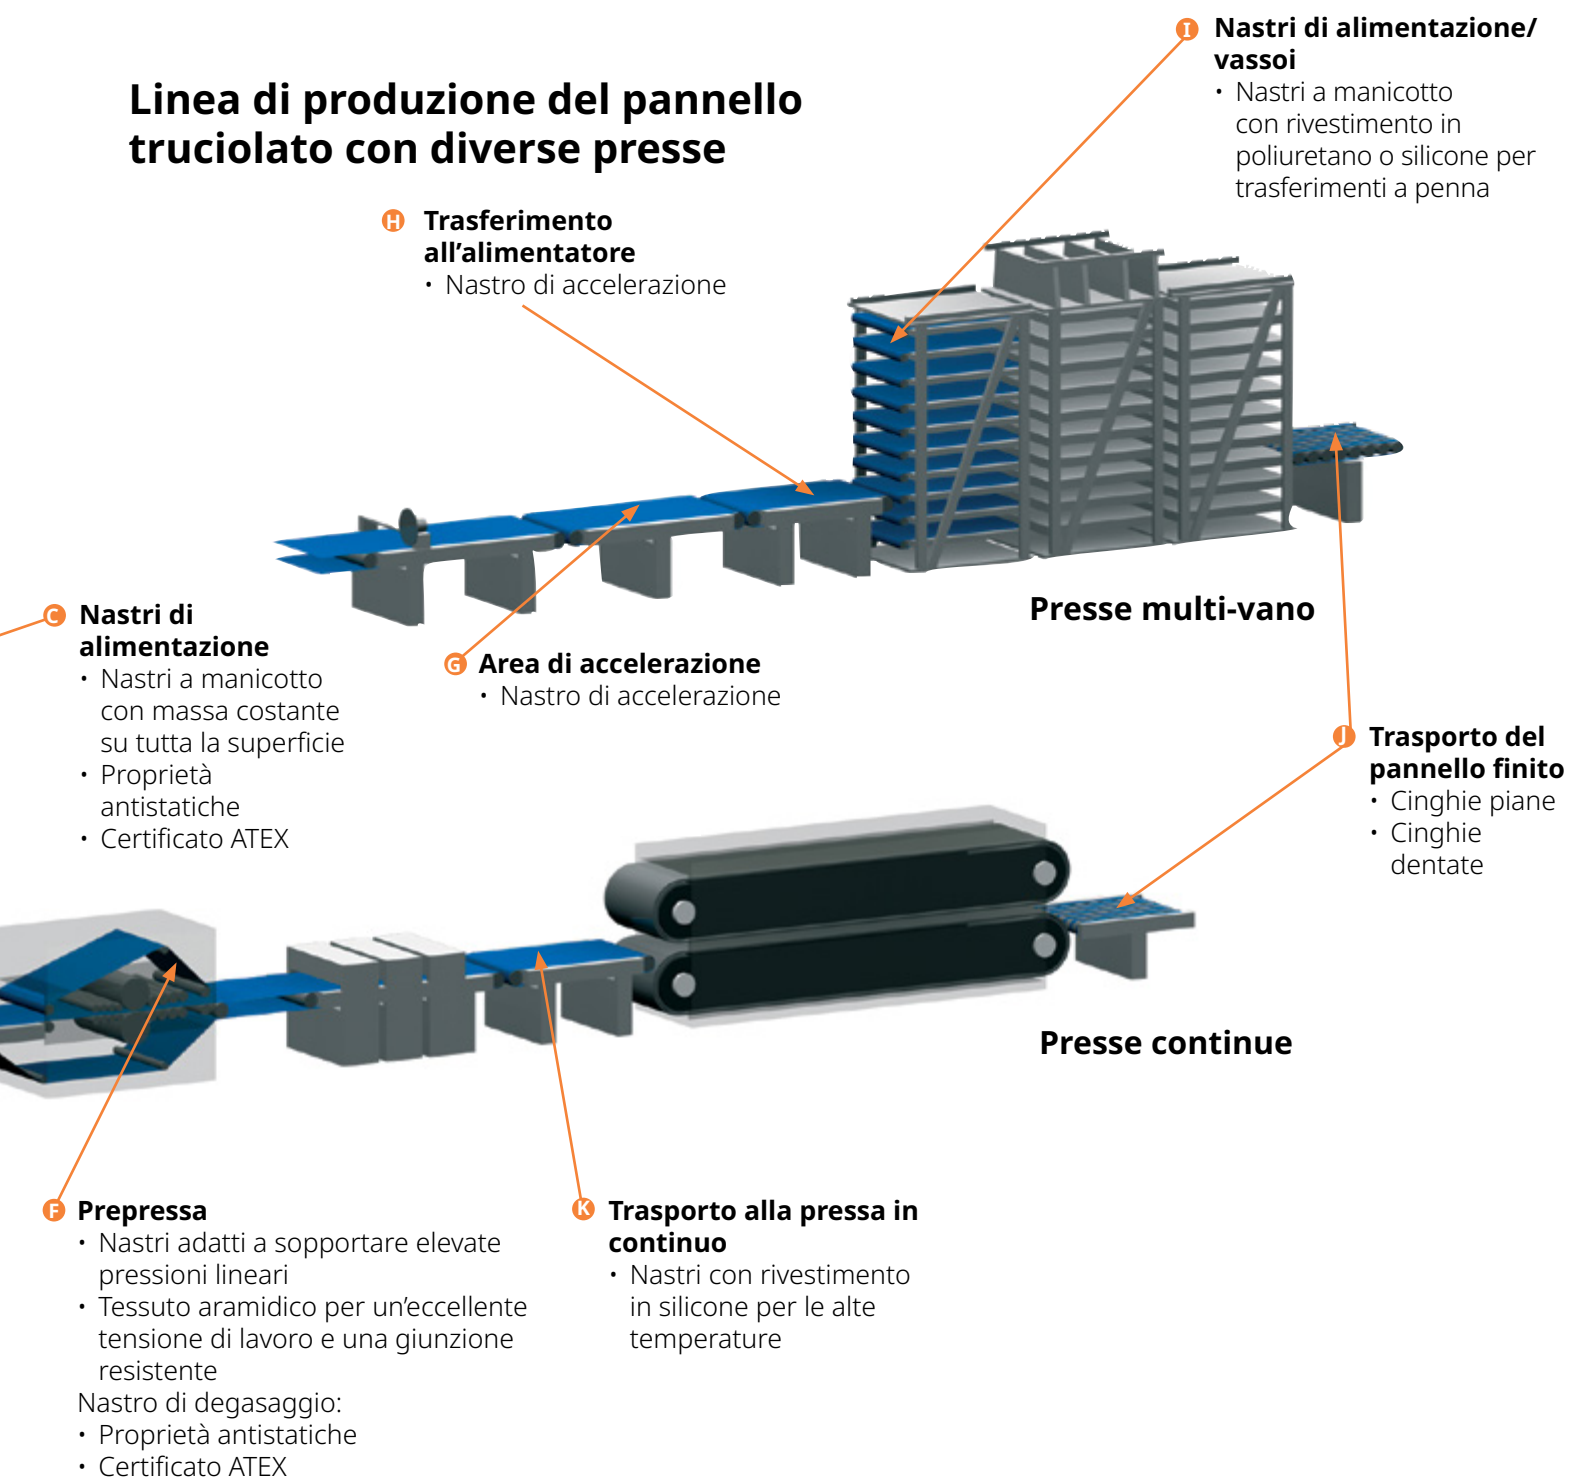 Linea di produzione del pannello
truciolato con diverse presse
I Nastri di alimentazione/
vassoi
• Nastri a manicotto
con rivestimento in
poliuretano o silicone per
trasferimenti a penna
H Trasferimento
all’alimentatore
• Nastro di accelerazione
Presse multi-vano
C Nastri di
alimentazione
• Nastri a manicotto
con massa costante
su tutta la superficie
• Proprietà
antistatiche
• Certificato ATEX
G Area di accelerazione
• Nastro di accelerazione
J Trasporto del
pannello finito
• Cinghie piane
• Cinghie
dentate
Presse continue
F Prepressa
• Nastri adatti a sopportare elevate
pressioni lineari
• Tessuto aramidico per un’eccellente
tensione di lavoro e una giunzione
resistente
Nastro di degasaggio:
• Proprietà antistatiche
• Certificato ATEX
K Trasporto alla pressa in
continuo
• Nastri con rivestimento
in silicone per le alte
temperature